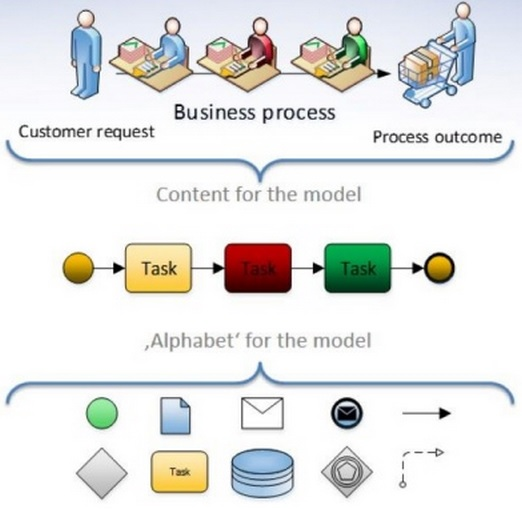 Business process
Customer request
Process outcome
Content for the model
Task
Task
Task
‚Alphabet‘ for the model
Task